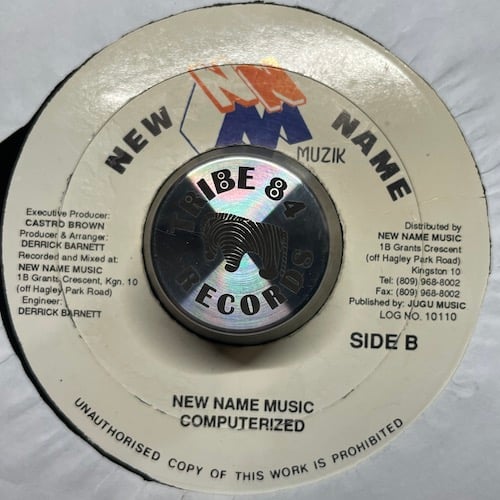 NEW NAME
NNM
MUZIK
TRIBE 84
RECORDS
Executive Producer:
CASTRO BROWN
Producer & Arranger:
DERRICK BARNETT
Recorded and Mixed at:
NEW NAME MUSIC
1B Grants Crescent, Kgn. 10
(off Hagley Park Road)
Engineer:
DERRICK BARNETT
Distributed by
NEW NAME MUSIC
1B Grants Crescent,
(off Hagley Park Road)
Kingston 10
Tel: (809) 968-8002
Fax: (809) 968-8002
Published by: JUGU MUSIC
LOG NO. 10110
SIDE B
NEW NAME MUSIC
COMPUTERIZED
UNAUTHORISED COPY OF THIS WORK IS PROHIBITED